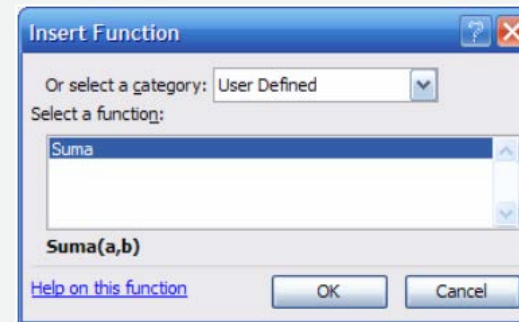 Insert Function
Or select a category: User Defined
Select a function:
Suma
Suma(a,b)
Help on this function OK Cancel